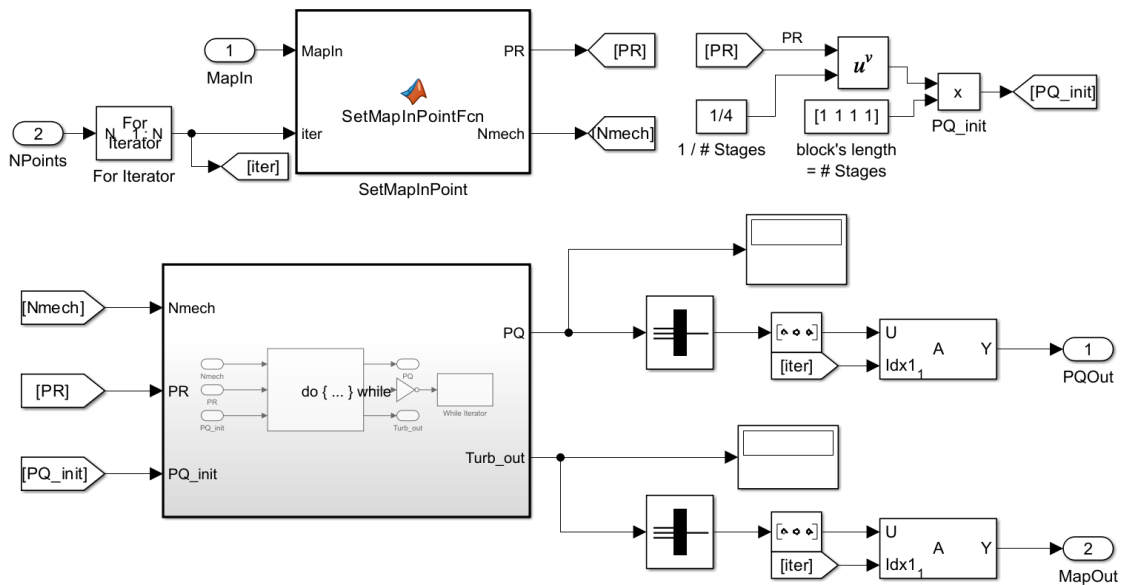 1
MapIn
MapIn
iter
SetMapInPointFcn
PR
Nmech
SetMapInPoint
[PR]
[Nmech]
2
NPoints
For
Iterator
N 1 : N
For Iterator
[iter]
[PR]
PR
u^v
1/4
1 / # Stages
[1 1 1 1]
block's length
= # Stages
x
PQ_init
[PQ_init]
[Nmech]
[PR]
[PQ_init]
Nmech
PR
PQ_init
Nmech
PR
PQ_init
do { ... } while
PQ
Turb_out
While Iterator
PQ
Turb_out
[iter]
U
Idx1 1
A
Y
1
PQOut
[iter]
U
Idx1 1
A
Y
2
MapOut